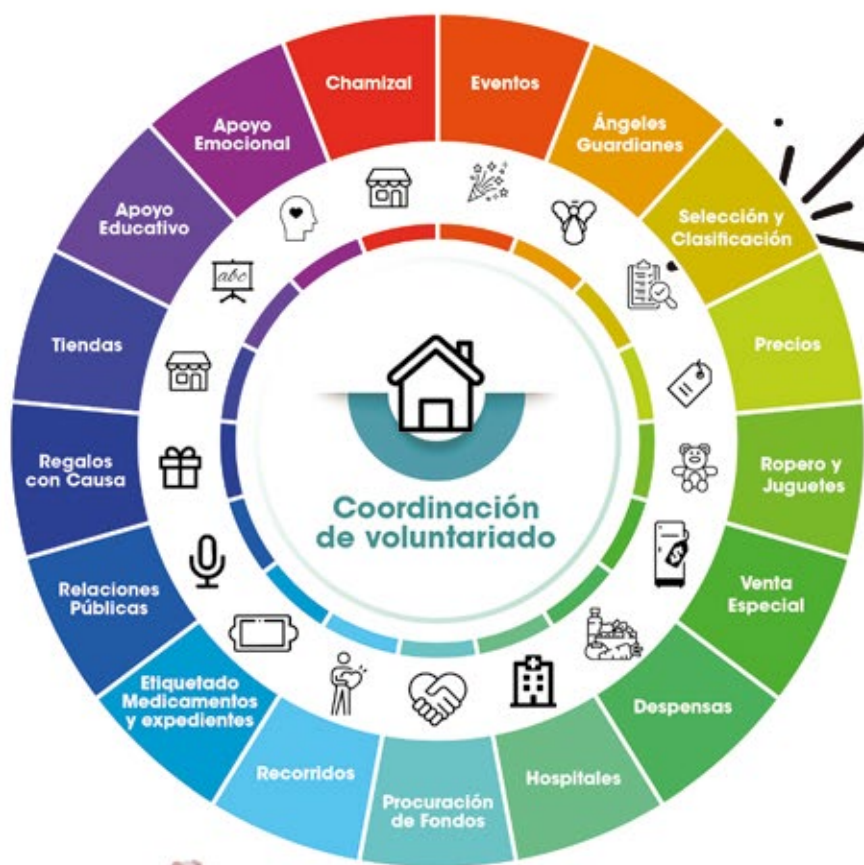 Chamizal
Eventos
Ángeles
Guardianes
Selección y
Clasificación
Precios
Ropero y
Juguetes
Venta
Especial
Despensas
Hospitales
Procuración
de Fondos
Recorridos
Etiquetado
Medicamentos
y expedientes
Relaciones
Públicas
Regalos
con Causa
Tiendas
Apoyo
Educativo
Apoyo
Emocional
abc
$
Coordinación
de voluntariado